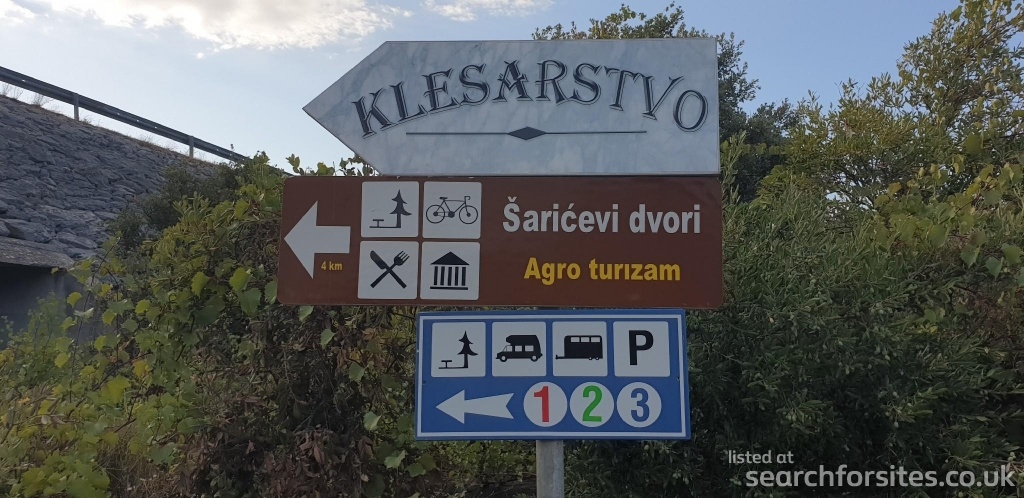 KLESARSTVO
Šarićevi dvori
4 km
Agro turizam
P
1 2 3
listed at
searchforsites.co.uk